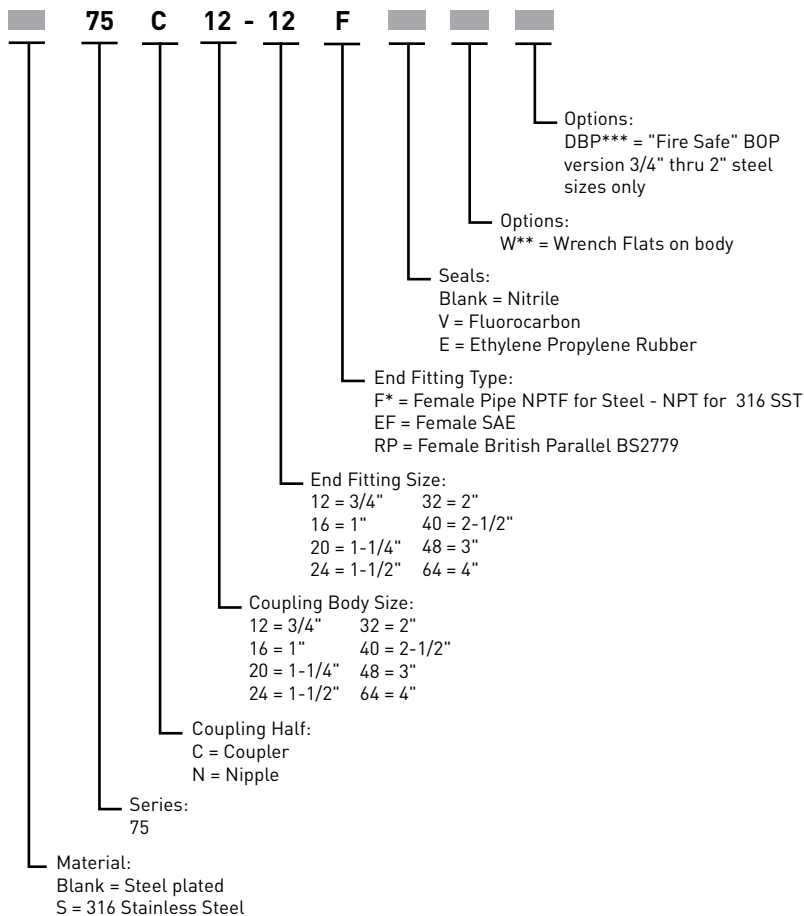 75 C 12 - 12 F
Options:
DBP*** = "Fire Safe" BOP
version 3/4" thru 2" steel
sizes only
Options:
W** = Wrench Flats on body
Seals:
Blank = Nitrile
V = Fluorocarbon
E = Ethylene Propylene Rubber
End Fitting Type:
F* = Female Pipe NPTF for Steel - NPT for 316 SST
EF = Female SAE
RP = Female British Parallel BS2779
End Fitting Size:
12 = 3/4" 32 = 2"
16 = 1" 40 = 2-1/2"
20 = 1-1/4" 48 = 3"
24 = 1-1/2" 64 = 4"
Coupling Body Size:
12 = 3/4" 32 = 2"
16 = 1" 40 = 2-1/2"
20 = 1-1/4" 48 = 3"
24 = 1-1/2" 64 = 4"
Coupling Half:
C = Coupler
N = Nipple
Series:
75
Material:
Blank = Steel plated
S = 316 Stainless Steel